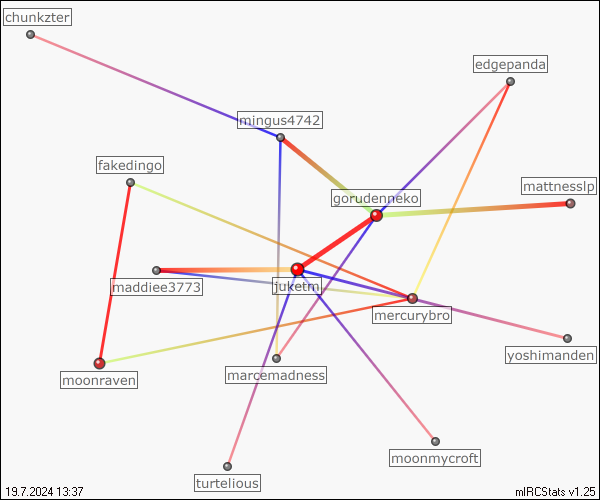 chunkzter
edgepanda
mingus4742
fakedingo
mattnesslp
gorudenneko
maddiee3773
juketm
mercurybro
yoshimanden
moonraven
marcemadness
moonmycroft
turtelious
19.7.2024 13:37
mIRCStats v1.25